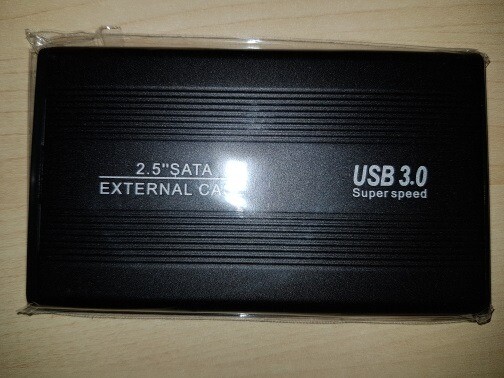 2.5"SATA
EXTERNAL
USB 3.0
Super speed